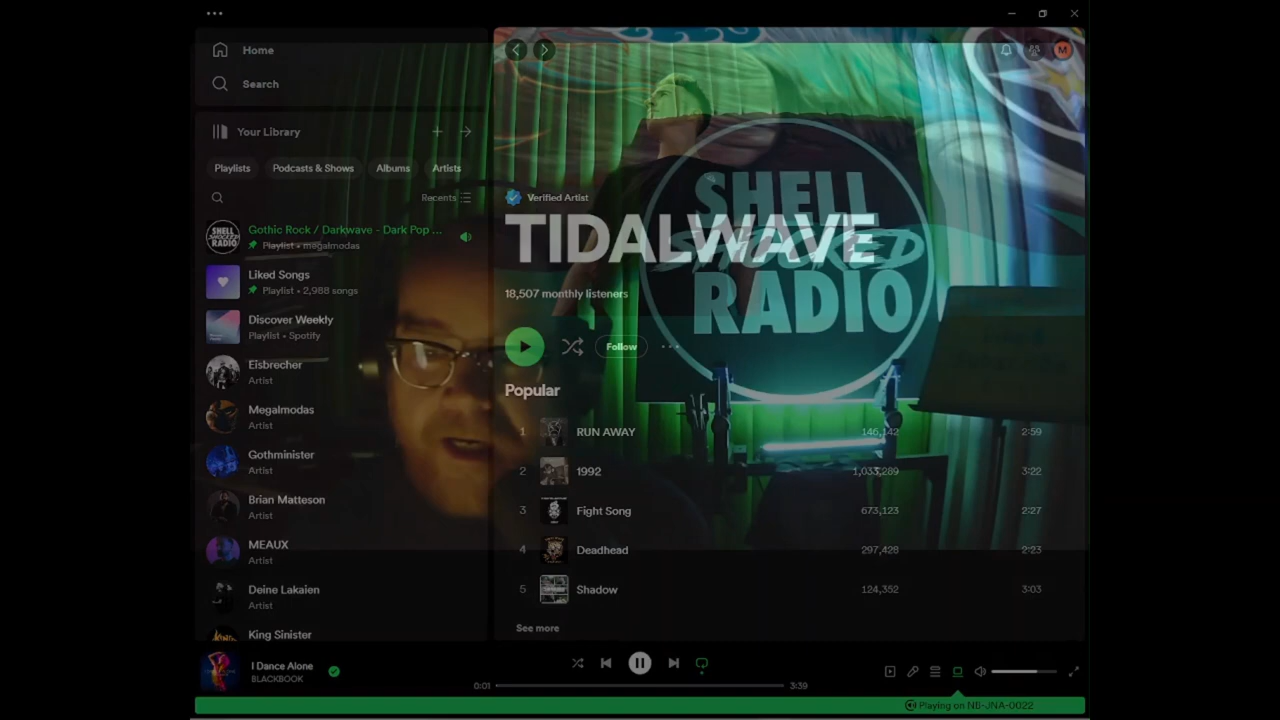 Home
Search
Your Library
Playlists
Podcasts & Shows
Albums
Artists
Recents
SHELL SHOCKED RADIO
Gothic Rock / Darkwave - Dark Pop ...
Playlist • megalmodas
Liked Songs
Playlist • 2,988 songs
Discover Weekly
Playlist • Spotify
Eisbrecher
Artist
Megalmodas
Artist
Gothminister
Artist
Brian Matteson
Artist
MEAUX
Artist
Deine Lakaien
Artist
King Sinister
M
Verified Artist
TIDALWAVE
18,507 monthly listeners
Follow
SHELL
SHOCKED
RADIO
Popular
1 RUN AWAY 146,142 2:59
2 1992 1,033,289 3:22
3 Fight Song 673,123 2:27
4 Deadhead 297,428 2:23
5 Shadow 124,352 3:03
See more
I Dance Alone
BLACKBOOK
0:01
3:39
Playing on NB-JNA-0022